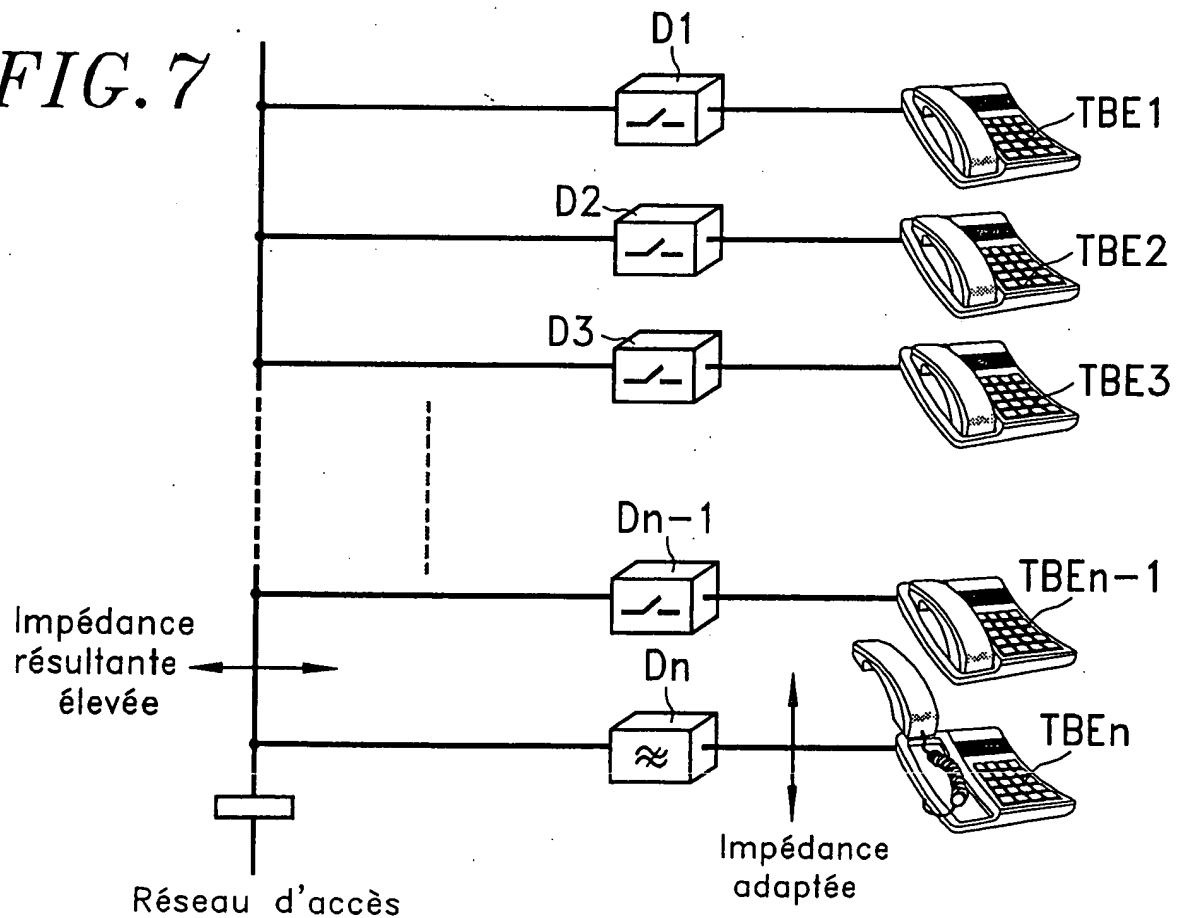 FIG. 7
D1
TBE1
D2
TBE2
D3
TBE3
Dn-1
TBEn-1
Impédance
résultante
élevée
Dn
TBEn
Impédance
adaptée
Réseau d'accès